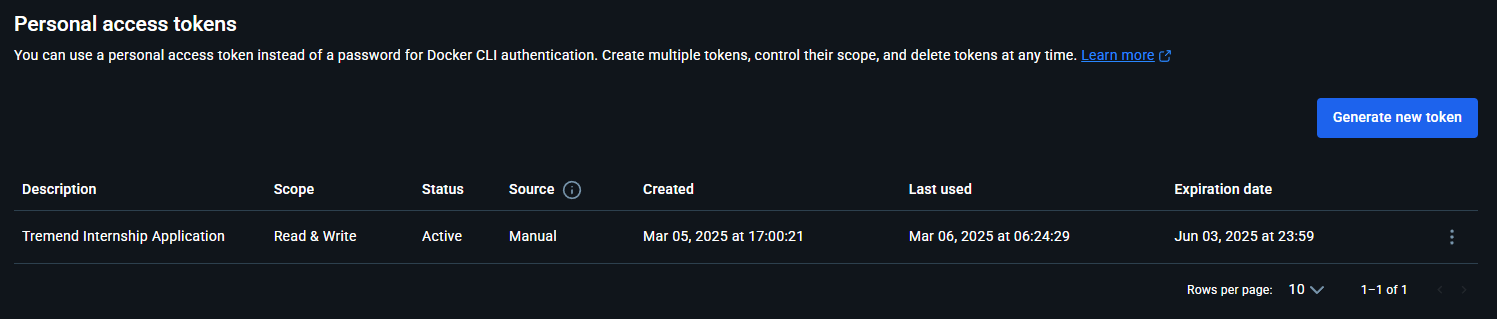 Personal access tokens
You can use a personal access token instead of a password for Docker CLI authentication. Create multiple tokens, control their scope, and delete tokens at any time. Learn more
Generate new token
Description Scope Status Source Created Last used Expiration date
Tremend Internship Application Read & Write Active Manual Mar 05, 2025 at 17:00:21 Mar 06, 2025 at 06:24:29 Jun 03, 2025 at 23:59
Rows per page: 10 1–1 of 1